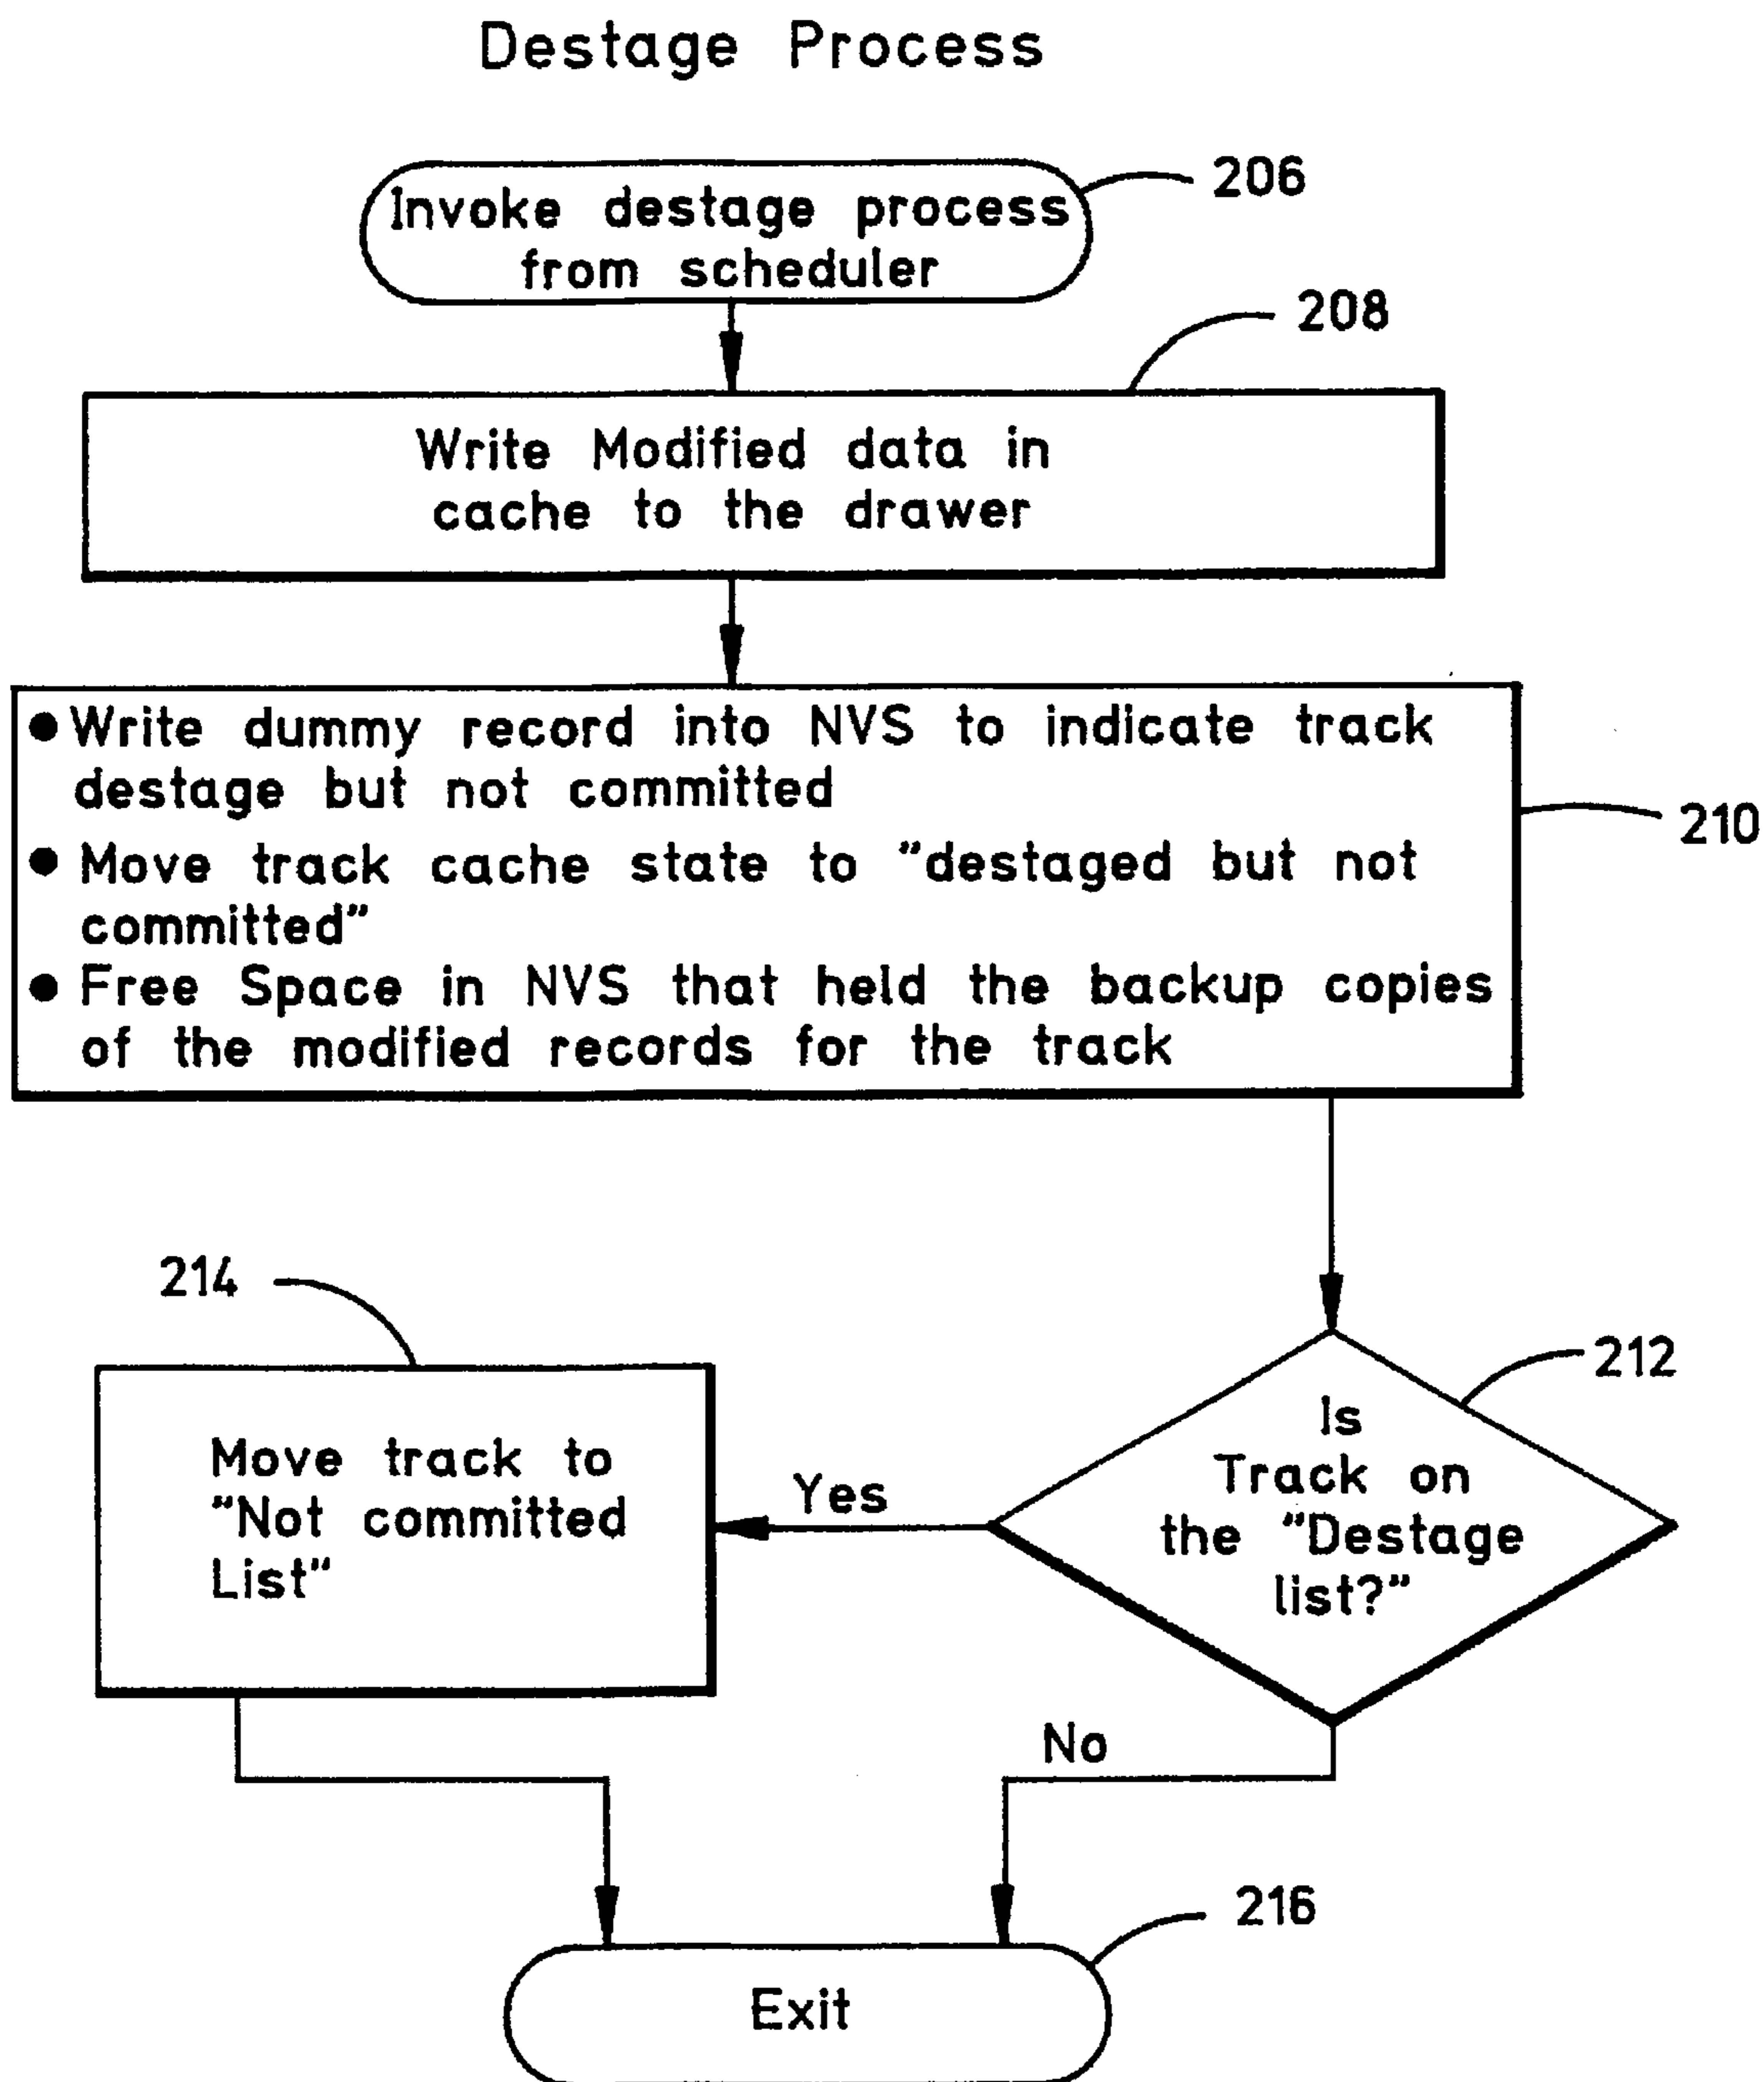 Destage Process
Invoke destage process
from scheduler
206
208
Write Modified data in
cache to the drawer
● Write dummy record into NVS to indicate track
destage but not committed
● Move track cache state to "destaged but not
committed"
● Free Space in NVS that held the backup copies
of the modified records for the track
210
214
212
Move track to
"Not committed
List"
Yes
Is
Track on
the "Destage
list?"
No
216
Exit